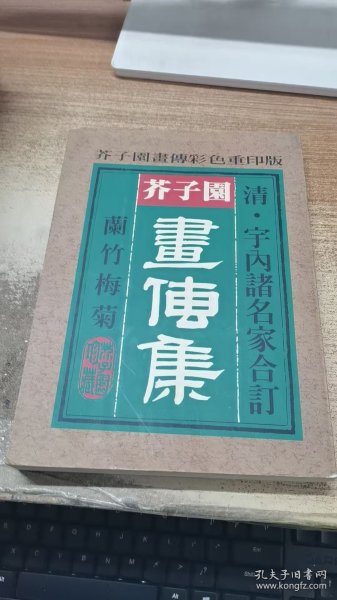 芥子園畫傳彩色重印版
芥子園
畫傳集
清·宇內諸名家合訂
蘭竹梅菊
孔夫子旧书网
www.kongfz.com